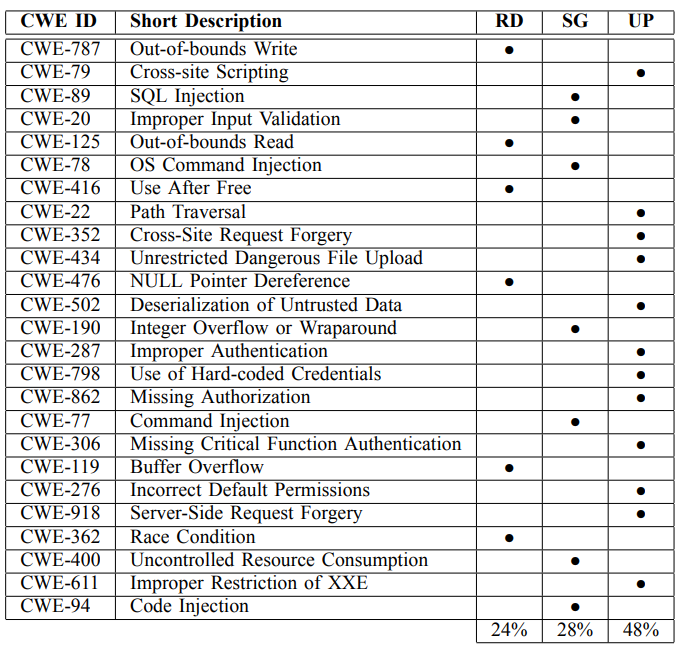 CWE ID Short Description RD SG UP
CWE-787 Out-of-bounds Write ●
CWE-79 Cross-site Scripting ●
CWE-89 SQL Injection ●
CWE-20 Improper Input Validation ●
CWE-125 Out-of-bounds Read ●
CWE-78 OS Command Injection ●
CWE-416 Use After Free ●
CWE-22 Path Traversal ●
CWE-352 Cross-Site Request Forgery ●
CWE-434 Unrestricted Dangerous File Upload ●
CWE-476 NULL Pointer Dereference ●
CWE-502 Deserialization of Untrusted Data ●
CWE-190 Integer Overflow or Wraparound ●
CWE-287 Improper Authentication ●
CWE-798 Use of Hard-coded Credentials ●
CWE-862 Missing Authorization ●
CWE-77 Command Injection ●
CWE-306 Missing Critical Function Authentication ●
CWE-119 Buffer Overflow ●
CWE-276 Incorrect Default Permissions ●
CWE-918 Server-Side Request Forgery ●
CWE-362 Race Condition ●
CWE-400 Uncontrolled Resource Consumption ●
CWE-611 Improper Restriction of XXE ●
CWE-94 Code Injection ●
24% 28% 48%